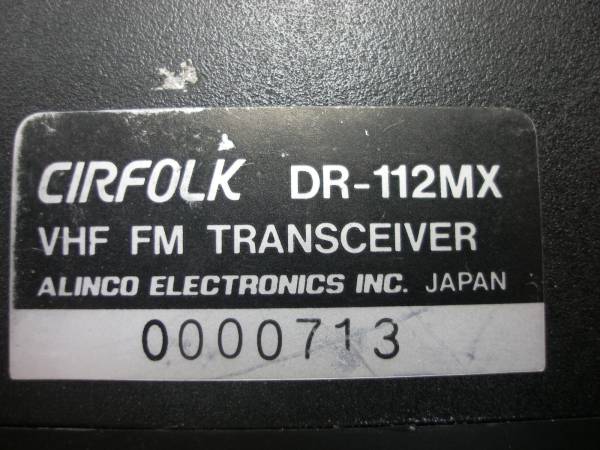 CIRFOLK DR-112MX
VHF FM TRANSCEIVER
ALINCO ELECTRONICS INC. JAPAN
0000713